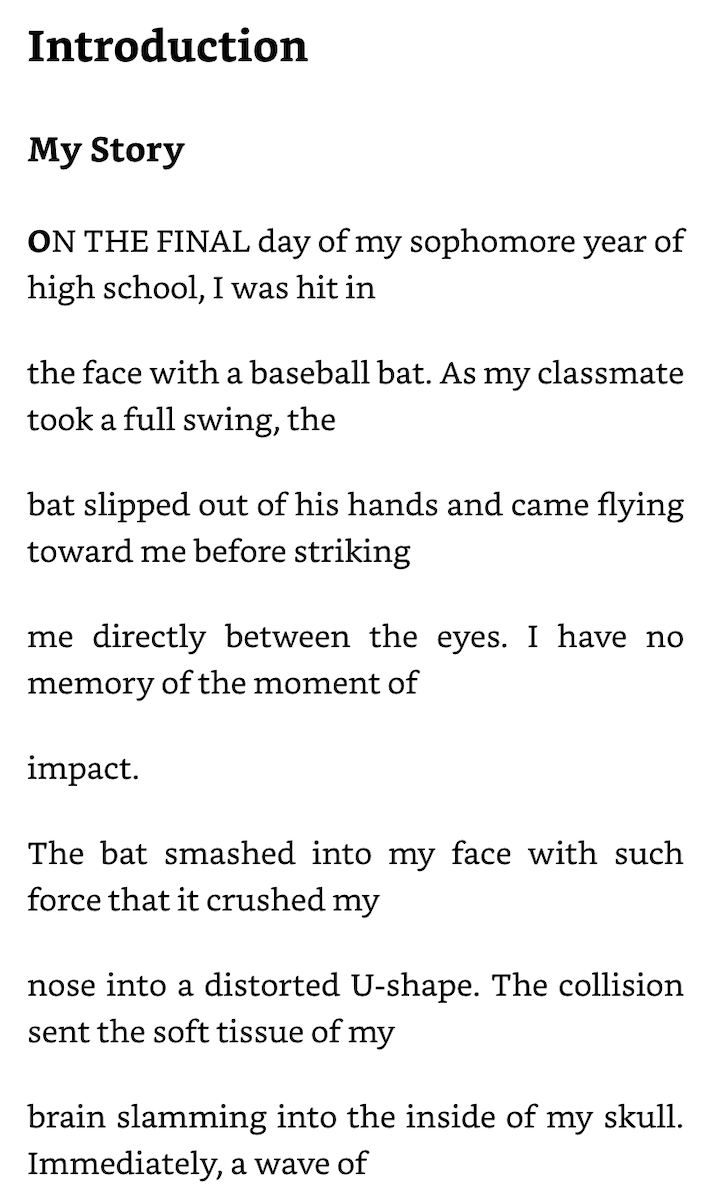 Introduction
My Story
ON THE FINAL day of my sophomore year of
high school, I was hit in
the face with a baseball bat. As my classmate
took a full swing, the
bat slipped out of his hands and came flying
toward me before striking
me directly between the eyes. I have no
memory of the moment of
impact.
The bat smashed into my face with such
force that it crushed my
nose into a distorted U-shape. The collision
sent the soft tissue of my
brain slamming into the inside of my skull.
Immediately, a wave of